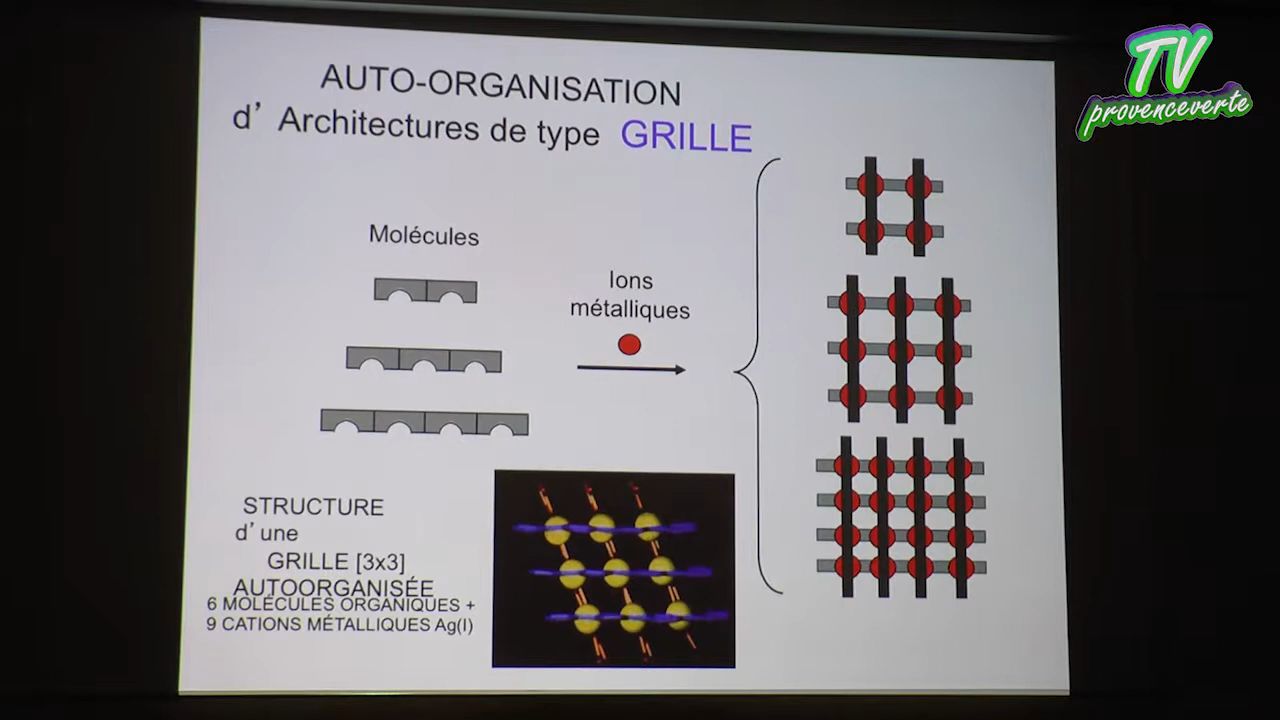 AUTO-ORGANISATION
d' Architectures de type GRILLE
Molécules
Ions
métalliques
STRUCTURE
d'une
GRILLE [3x3]
AUTOORGANISÉE
6 MOLÉCULES ORGANIQUES +
9 CATIONS MÉTALLIQUES Ag(I)
TV
provenceverte